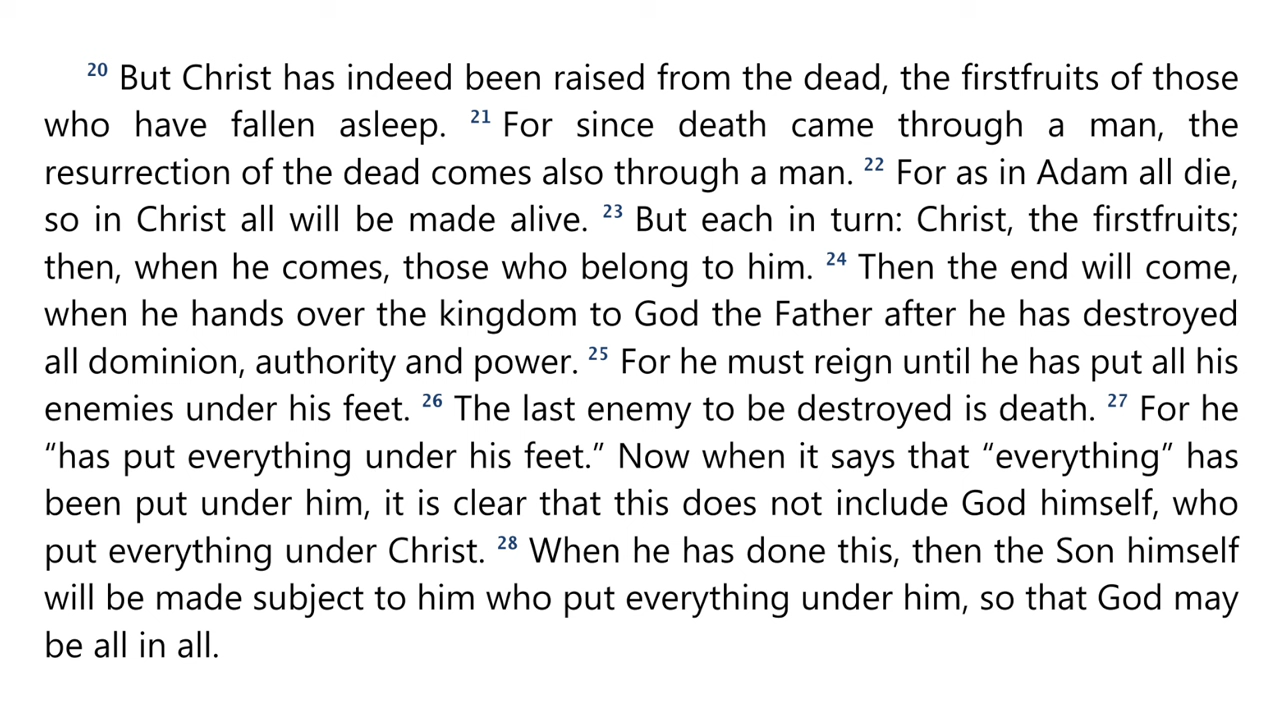 20 But Christ has indeed been raised from the dead, the firstfruits of those
who have fallen asleep. 21 For since death came through a man, the
resurrection of the dead comes also through a man. 22 For as in Adam all die,
so in Christ all will be made alive. 23 But each in turn: Christ, the firstfruits;
then, when he comes, those who belong to him. 24 Then the end will come,
when he hands over the kingdom to God the Father after he has destroyed
all dominion, authority and power. 25 For he must reign until he has put all his
enemies under his feet. 26 The last enemy to be destroyed is death. 27 For he
“has put everything under his feet.” Now when it says that “everything” has
been put under him, it is clear that this does not include God himself, who
put everything under Christ. 28 When he has done this, then the Son himself
will be made subject to him who put everything under him, so that God may
be all in all.